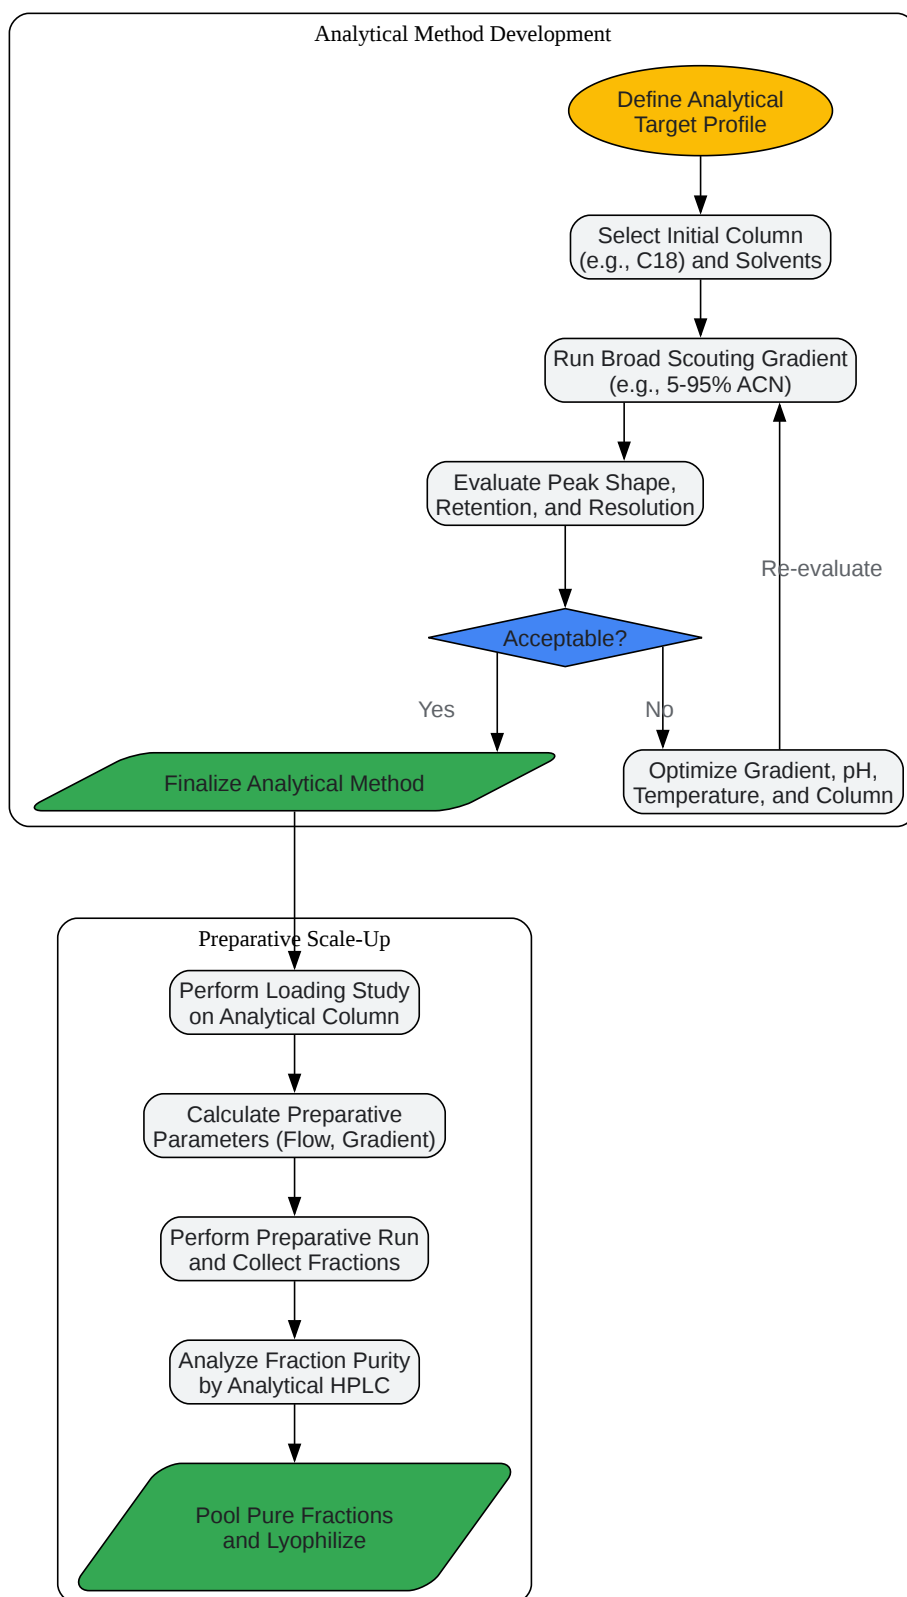 Analytical Method Development
Define Analytical
Target Profile
Select Initial Column
(e.g., C18) and Solvents
Run Broad Scouting Gradient
(e.g., 5-95% ACN)
Evaluate Peak Shape,
Retention, and Resolution
Re-evaluate
Acceptable?
Yes
No
Finalize Analytical Method
Optimize Gradient, pH,
Temperature, and Column
Preparative Scale-Up
Perform Loading Study
on Analytical Column
Calculate Preparative
Parameters (Flow, Gradient)
Perform Preparative Run
and Collect Fractions
Analyze Fraction Purity
by Analytical HPLC
Pool Pure Fractions
and Lyophilize